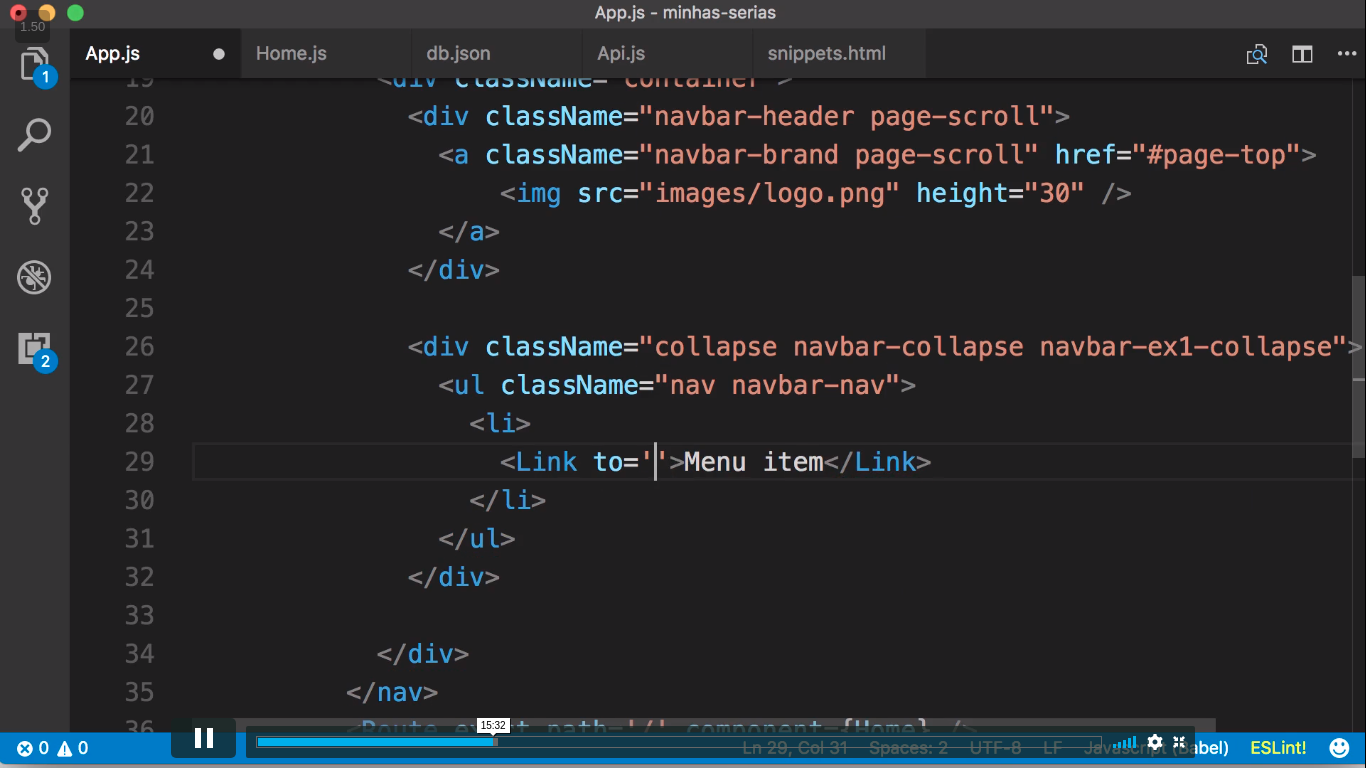 App.js - minhas-serias
1.50
App.js Home.js db.json Api.js snippets.html
1
2
19 <div className="container">
20 <div className="navbar-header page-scroll">
21 <a className="navbar-brand page-scroll" href="#page-top">
22 <img src="images/logo.png" height="30" />
23 </a>
24 </div>
25
26 <div className="collapse navbar-collapse navbar-ex1-collapse">
27 <ul className="nav navbar-nav">
28 <li>
29 <Link to=''>Menu item</Link>
30 </li>
31 </ul>
32 </div>
33
34 </div>
35 </nav>
36 <Route exact path='/' component={Home} />
15:32
0 0 Ln 29, Col 31 Spaces: 2 UTF-8 LF Javascript (Babel) ESLint!